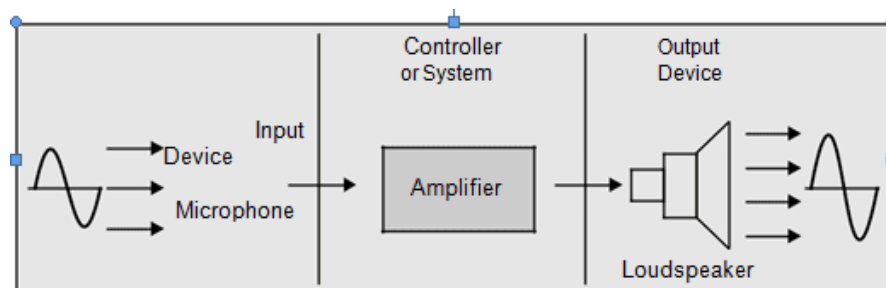 Controller
or System
Output
Device
Input
Device
Microphone
Amplifier
Loudspeaker